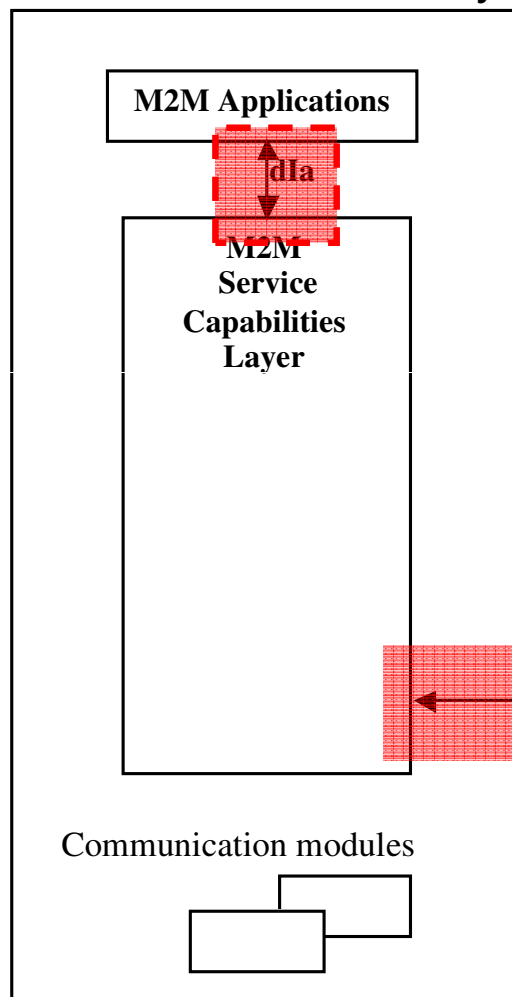 M2M Applications
dIa
M2M
Service
Capabilities
Layer
Communication modules